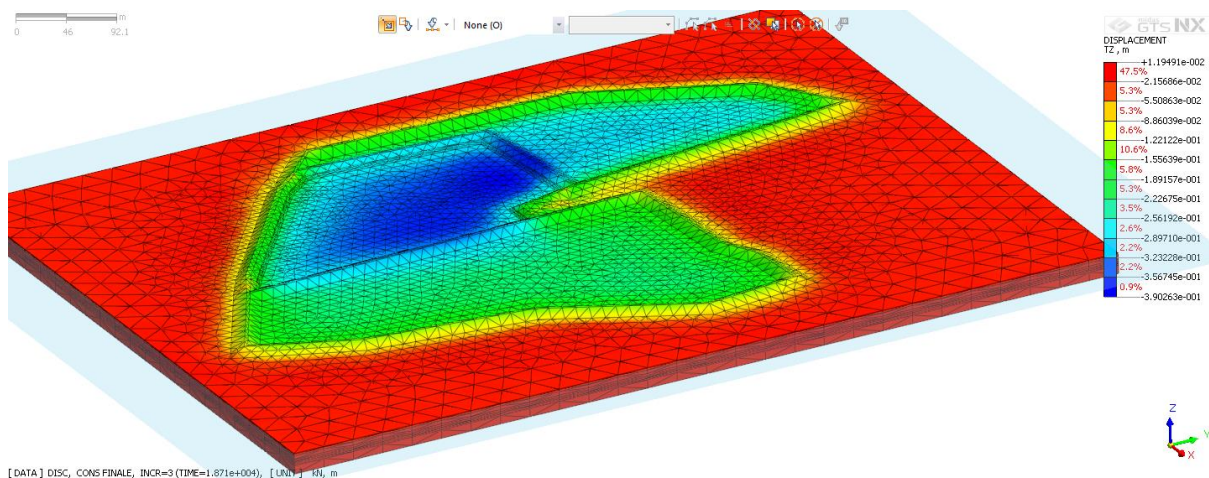 m
0 46 92.1
None (O)
GTS NX
DISPLACEMENT
TZ , m
+1.19491e-002
47.5%
-2.15686e-002
5.3%
-5.50863e-002
5.3%
-8.86039e-002
8.6%
-1.22122e-001
10.6%
-1.55639e-001
5.8%
-1.89157e-001
5.3%
-2.22675e-001
3.5%
-2.56192e-001
2.6%
-2.89710e-001
2.2%
-3.23228e-001
2.2%
-3.56745e-001
0.9%
-3.90263e-001
Z
Y
X
[ DATA ] DISC, CONS FINALE, INCR=3 (TIME=1.871e+004), [ UNIT ] kN, m